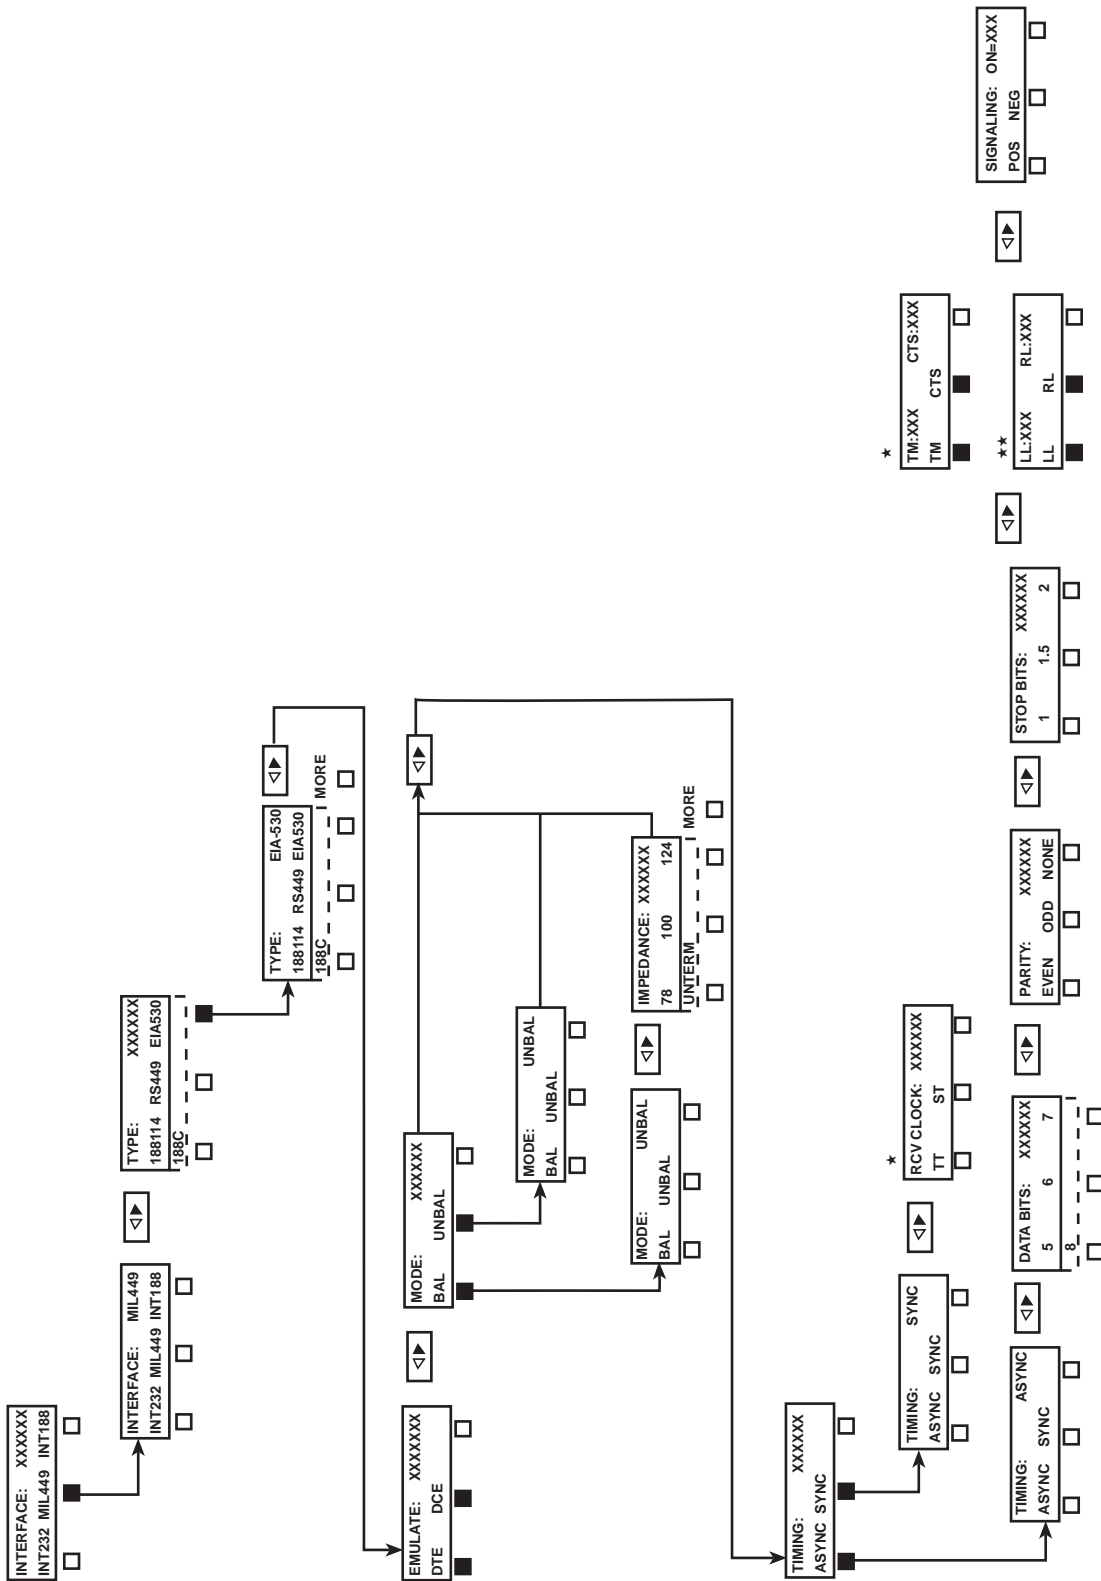 INTERFACE: XXXXXX
INT232 MIL449 INT188
INTERFACE: MIL449
INT232 MIL449 INT188
TYPE: XXXXXX
188114 RS449 EIA530
188C
TYPE: EIA-530
188114 RS449 EIA530
188C
MORE
EMULATE: XXXXXXX
DTE DCE
MODE: XXXXXX
BAL UNBAL
MODE: UNBAL
BAL UNBAL
MODE: UNBAL
BAL UNBAL
IMPEDANCE: XXXXXX
78 100 124
UNTERM
MORE
TIMING: XXXXXX
ASYNC SYNC
TIMING: SYNC
ASYNC SYNC
★
RCV CLOCK: XXXXXX
TT ST
TIMING: ASYNC
ASYNC SYNC
DATA BITS: XXXXXX
5 6 7
8
PARITY: XXXXXX
EVEN ODD NONE
STOP BITS: XXXXXX
1 1.5 2
★
TM:XXX CTS:XXX
TM CTS
★★
LL:XXX RL:XXX
LL RL
SIGNALING: ON=XXX
POS NEG